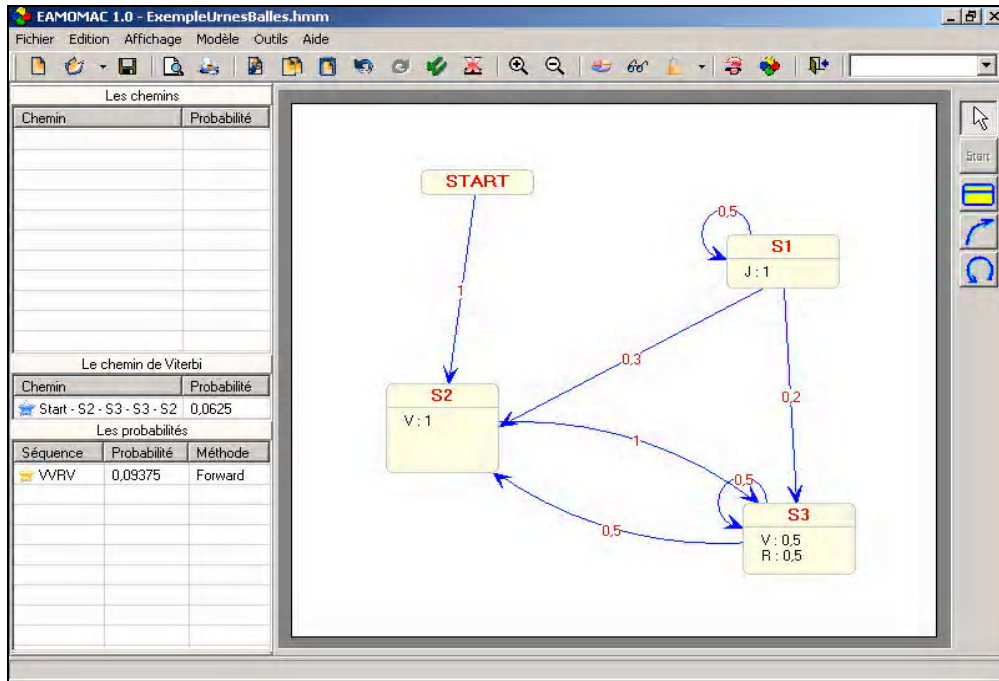 EAMOMAC 1.0 - ExempleUrnesBalles.hmm
Fichier Edition Affichage Modèle Outils Aide
Les chemins
Chemin Probabilité
Le chemin de Viterbi
Chemin Probabilité
Start - S2 - S3 - S3 - S2 0,0625
Les probabilités
Séquence Probabilité Méthode
VVRV 0,09375 Forward
START
1
0,5
S1
J : 1
0,3
0,2
S2
V : 1
1
0,5
0,5
S3
V : 0,5
R : 0,5
Start